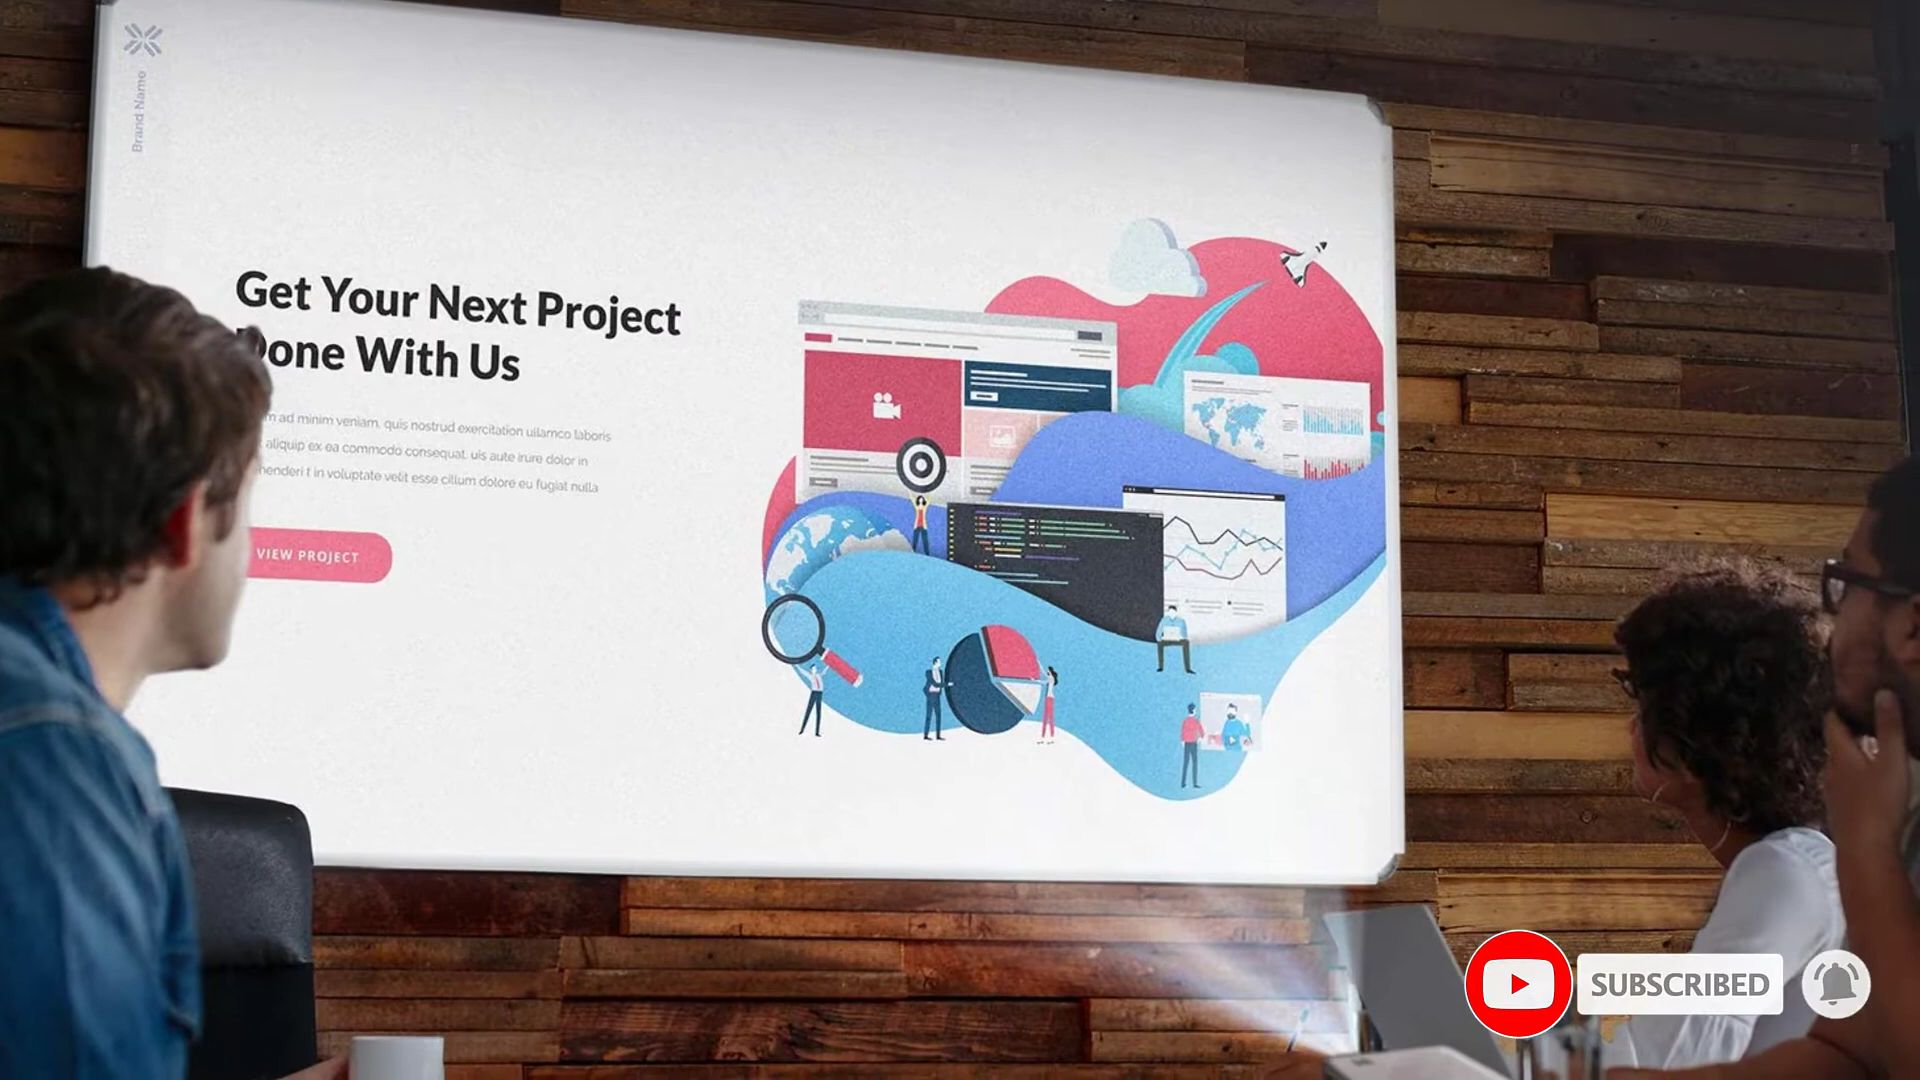 Brand Name
Get Your Next Project
Done With Us
ad minim veniam, quis nostrud exercitation ullamco laboris
aliquip ex ea commodo consequat. uis aute irure dolor in
t in voluptate velit esse cillum dolore eu fugiat nulla
VIEW PROJECT
SUBSCRIBED